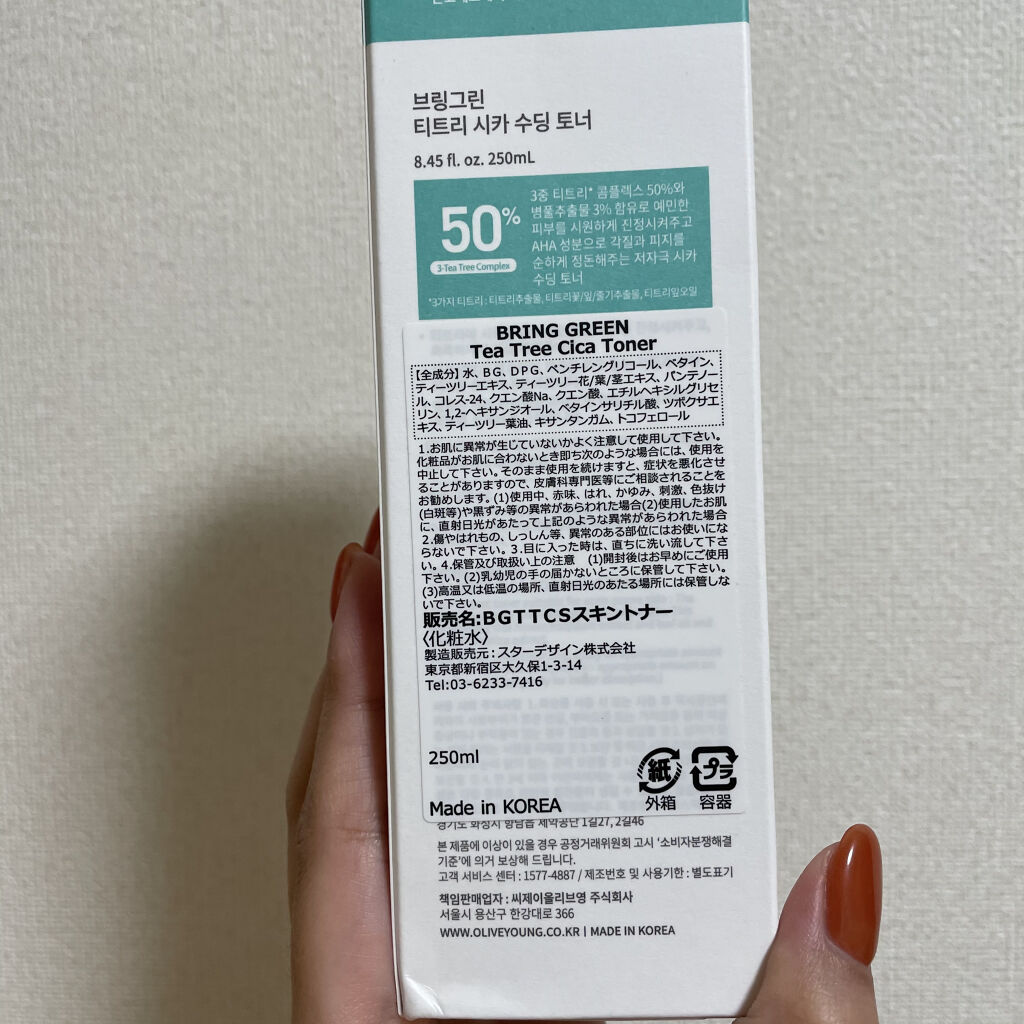 브링그린
티트리 시카 수딩 토너
8.45 fl. oz. 250mL
50%
3-Tea Tree Complex
3중 티트리* 콤플렉스 50%와
병풀추출물 3% 함유로 예민한
피부를 시원하게 진정시켜주고
AHA 성분으로 각질과 피지를
순하게 정돈해주는 저자극 시카
수딩 토너
*3가지 티트리 : 티트리추출물, 티트리꽃/잎/줄기추출물, 티트리잎오일
BRING GREEN
Tea Tree Cica Toner
【全成分】水、BG、DPG、ペンチレングリコール、ベタイン、
ティーツリーエキス、ティーツリー花/葉/茎エキス、パンテノー
ル、コレス-24、クエン酸Na、クエン酸、エチルヘキシルグリセ
リン、1,2-ヘキサンジオール、ベタインサリチル酸、ツボクサエ
キス、ティーツリー葉油、キサンタンガム、トコフェロール
1.お肌に異常が生じていないかよく注意して使用して下さい。
化粧品がお肌に合わないとき即ち次のような場合には、使用を
中止して下さい。そのまま使用を続けますと、症状を悪化させ
ることがありますので、皮膚科専門医等にご相談されることを
お勧めします。(1)使用中、赤味、はれ、かゆみ、刺激、色抜け
(白斑等)や黒ずみ等の異常があらわれた場合(2)使用したお肌
に、直射日光があたって上記のような異常があらわれた場合
2.傷やはれもの、しっしん等、異常のある部位にはお使いにな
らないで下さい。3.目に入った時は、直ちに洗い流して下さ
い。4.保管及び取扱い上の注意 (1)開封後はお早めにご使用
下さい。(2)乳幼児の手の届かないところに保管して下さい。
(3)高温又は低温の場所、直射日光のあたる場所には保管しな
いで下さい。
販売名:BGTTCSスキントナー
〈化粧水〉
製造販売元：スターデザイン株式会社
東京都新宿区大久保1-3-14
Tel:03-6233-7416
250ml
紙 プラ
外箱 容器
Made in KOREA
경기도 화성시 향남읍 제약공단 1길27, 2길46
본 제품에 이상이 있을 경우 공정거래위원회 고시 '소비자분쟁해결
기준'에 의거 보상해 드립니다.
고객 서비스 센터 : 1577-4887 / 제조번호 및 사용기한 : 별도표기
책임판매업자 : 씨제이올리브영 주식회사
서울시 용산구 한강대로 366
WWW.OLIVEYOUNG.CO.KR | MADE IN KOREA